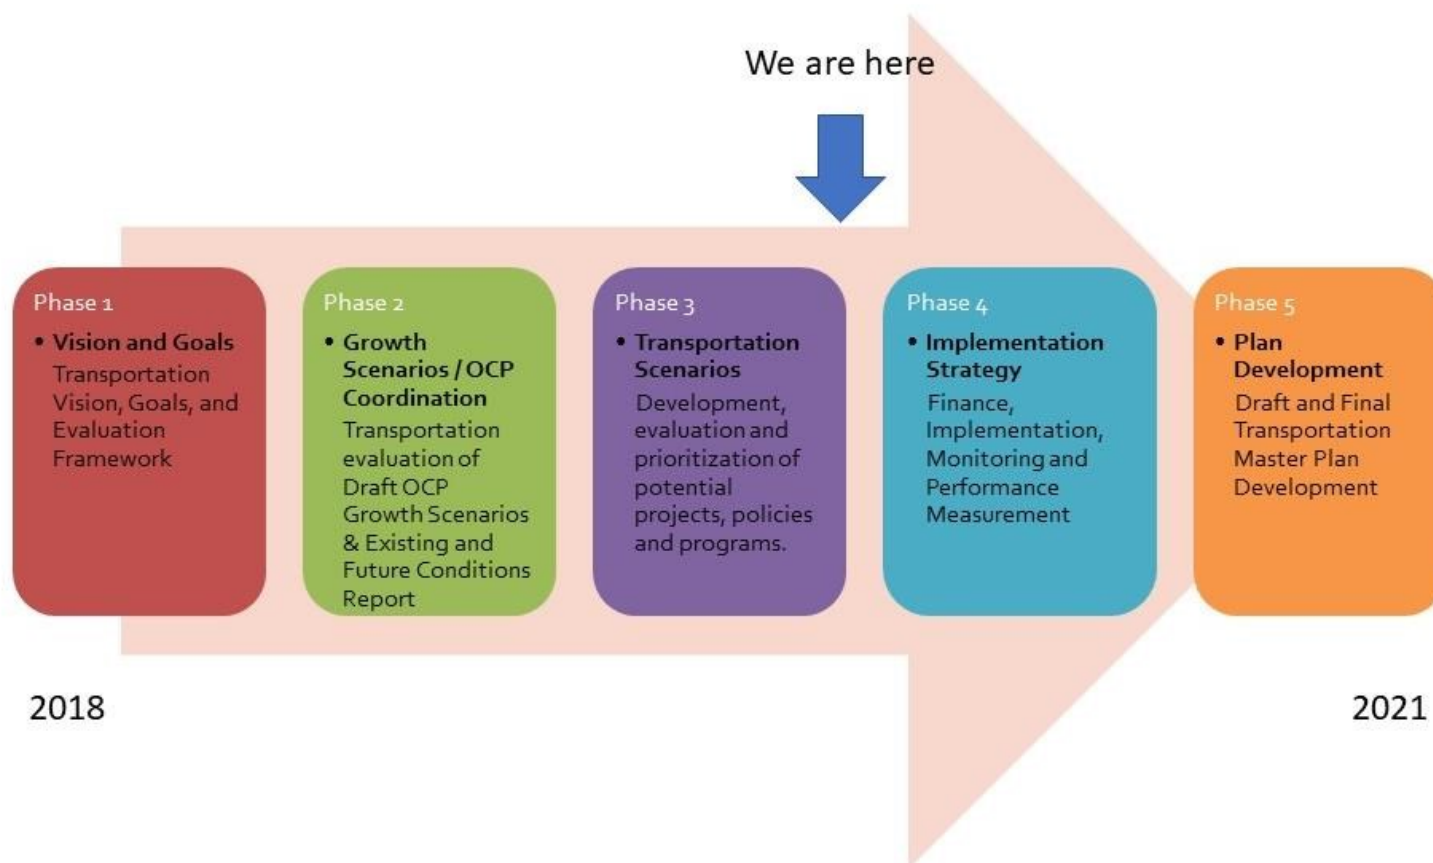 We are here
Phase 1
• Vision and Goals
Transportation
Vision, Goals, and
Evaluation
Framework
Phase 2
• Growth
Scenarios / OCP
Coordination
Transportation
evaluation of
Draft OCP
Growth Scenarios
& Existing and
Future Conditions
Report
Phase 3
• Transportation
Scenarios
Development,
evaluation and
prioritization of
potential
projects, policies
and programs.
Phase 4
• Implementation
Strategy
Finance,
Implementation,
Monitoring and
Performance
Measurement
Phase 5
• Plan
Development
Draft and Final
Transportation
Master Plan
Development
2018
2021